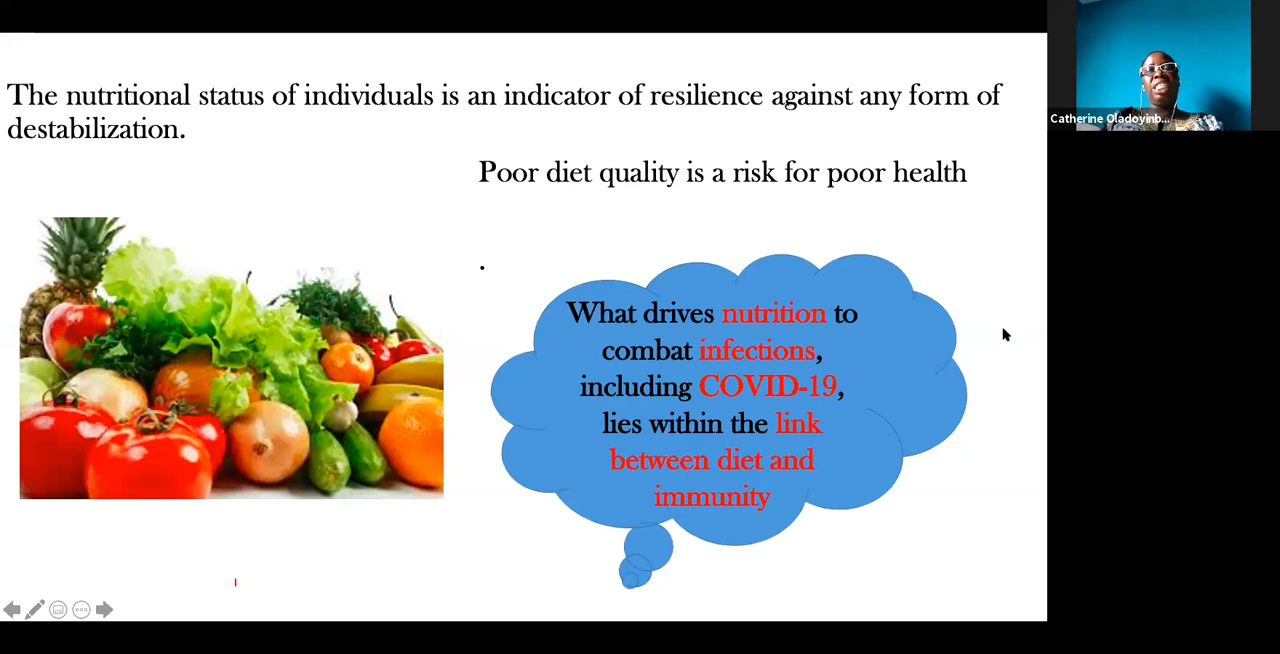 The nutritional status of individuals is an indicator of resilience against any form of
destabilization.
Poor diet quality is a risk for poor health
.
What drives nutrition to
combat infections,
including COVID-19,
lies within the link
between diet and
immunity
Catherine Oladoyinb...